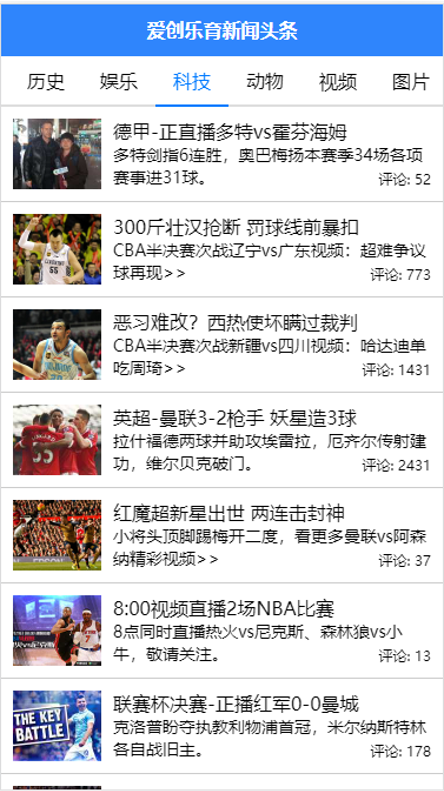 爱创乐育新闻头条
历史 娱乐 科技 动物 视频 图片
德甲-正直播多特vs霍芬海姆
多特剑指6连胜，奥巴梅扬本赛季34场各项
赛事进31球。
评论: 52
300斤壮汉抢断 罚球线前暴扣
CBA半决赛次战辽宁vs广东视频：超难争议
球再现>>
评论: 773
55
恶习难改？西热使坏瞒过裁判
CBA半决赛次战新疆vs四川视频：哈达迪单
吃周琦>>
评论: 1431
英超-曼联3-2枪手 妖星造3球
拉什福德两球并助攻埃雷拉，厄齐尔传射建
功，维尔贝克破门。
评论: 2431
35
红魔超新星出世 两连击封神
小将头顶脚踢梅开二度，看更多曼联vs阿森
纳精彩视频>>
评论: 37
8:00视频直播2场NBA比赛
8点同时直播热火vs尼克斯、森林狼vs小
牛，敬请关注。
评论: 13
联赛杯决赛-正播红军0-0曼城
克洛普盼夺执教利物浦首冠，米尔纳斯特林
各自战旧主。
评论: 178
THE KEY
BATTLE